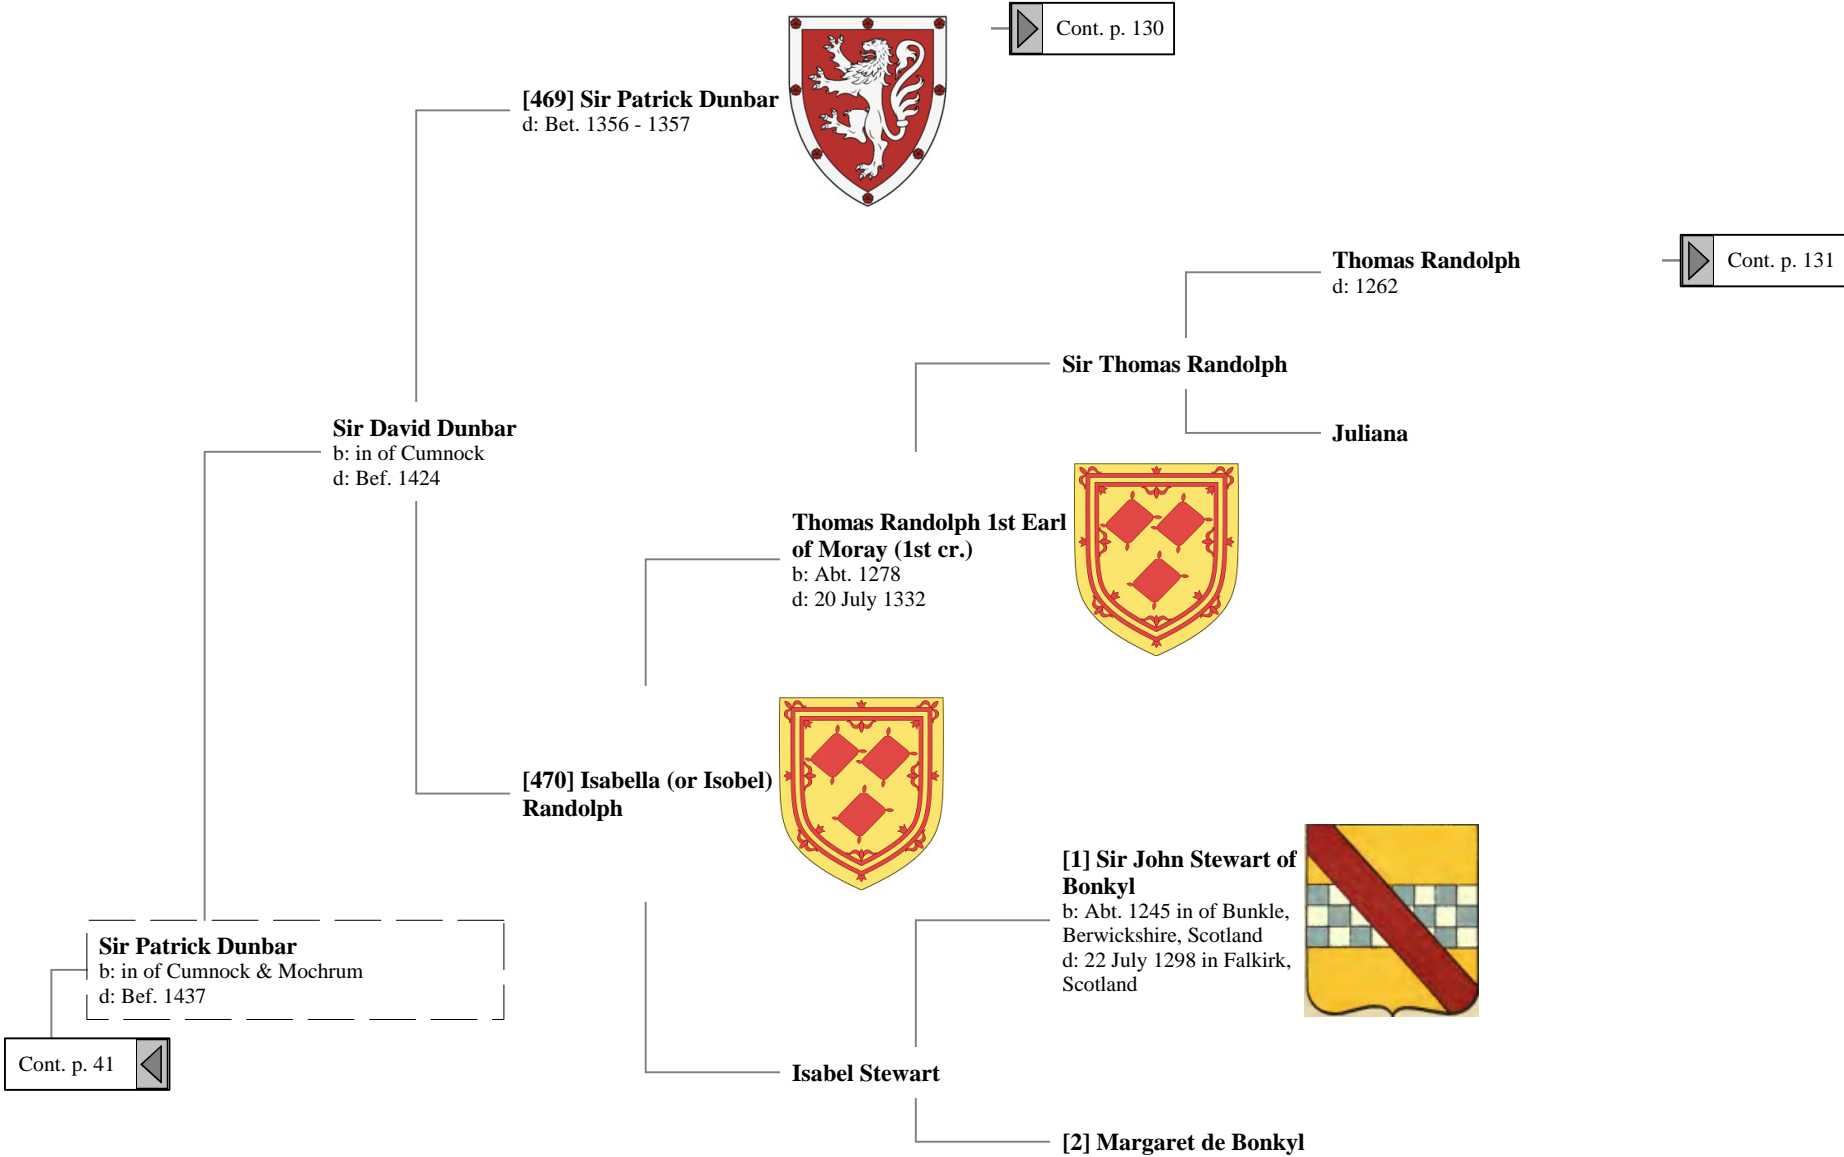 Cont. p. 130
[469] Sir Patrick Dunbar
d: Bet. 1356 - 1357
Thomas Randolph
d: 1262
Cont. p. 131
Sir Thomas Randolph
Sir David Dunbar
b: in of Cumnock
d: Bef. 1424
Juliana
Thomas Randolph 1st Earl
of Moray (1st cr.)
b: Abt. 1278
d: 20 July 1332
[470] Isabella (or Isobel)
Randolph
[1] Sir John Stewart of
Bonkyl
b: Abt. 1245 in of Bunkle,
Berwickshire, Scotland
d: 22 July 1298 in Falkirk,
Scotland
Sir Patrick Dunbar
b: in of Cumnock & Mochrum
d: Bef. 1437
Cont. p. 41
Isabel Stewart
[2] Margaret de Bonkyl